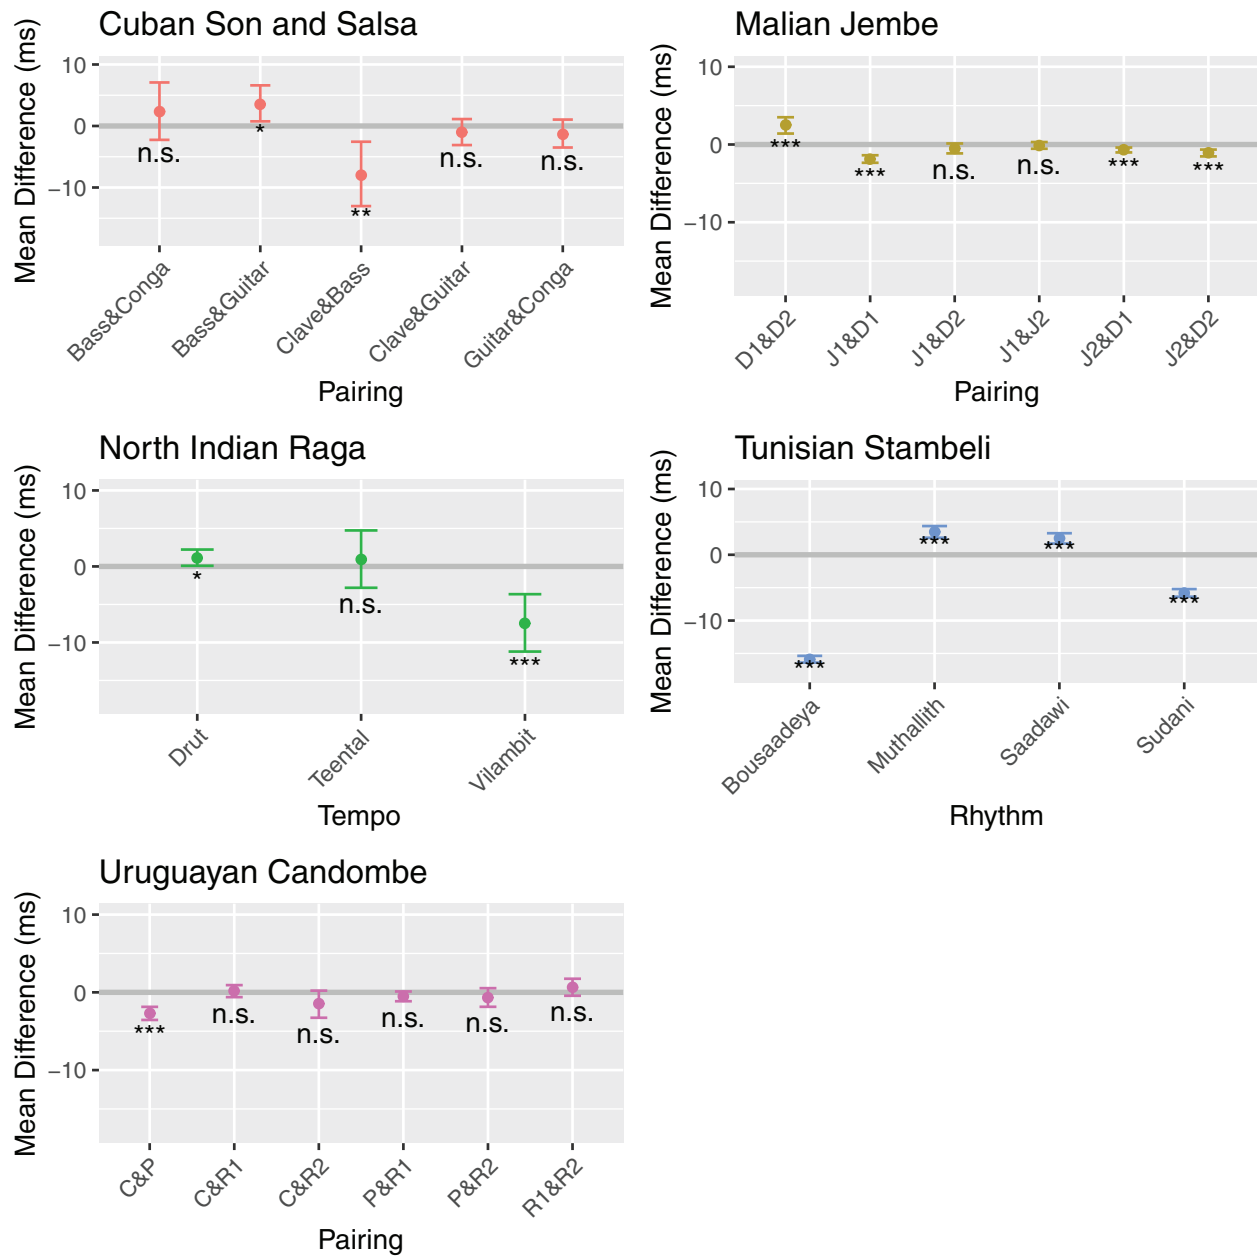 Cuban Son and Salsa
Mean Difference (ms)
10
0
−10
n.s.
*
**
n.s.
n.s.
Bass&Conga
Bass&Guitar
Clave&Bass
Clave&Guitar
Guitar&Conga
Pairing
Malian Jembe
Mean Difference (ms)
10
0
−10
***
***
n.s.
n.s.
***
***
D1&D2
J1&D1
J1&D2
J1&J2
J2&D1
J2&D2
Pairing
North Indian Raga
Mean Difference (ms)
10
0
−10
*
n.s.
***
Drut
Teental
Vilambit
Tempo
Tunisian Stambeli
Mean Difference (ms)
10
0
−10
***
***
***
***
Bousaadeya
Muthallith
Saadawi
Sudani
Rhythm
Uruguayan Candombe
Mean Difference (ms)
10
0
−10
***
n.s.
n.s.
n.s.
n.s.
n.s.
C&P
C&R1
C&R2
P&R1
P&R2
R1&R2
Pairing